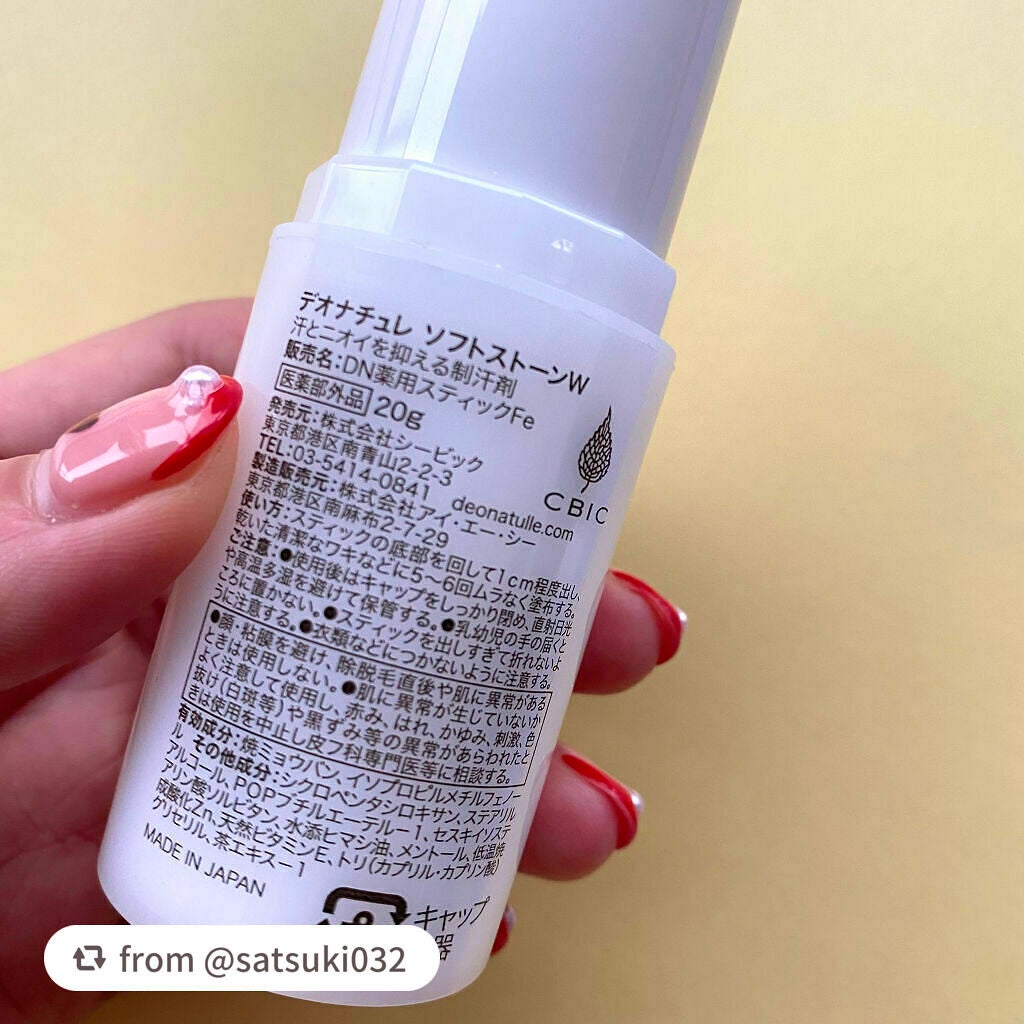 デオナチュレ ソフトストーンW
汗とニオイを抑える制汗剤
販売名：DN薬用スティックFe
医薬部外品 20g
発売元：株式会社シービック
東京都港区南青山2-2-3
TEL：03-5414-0841 deonatulle.com
製造販売元：株式会社アイ・エー・シー
東京都港区南麻布2-7-29
CBIC
使い方：スティックの底部を回して1cm程度出し、
乾いた清潔なワキなどに5〜6回ムラなく塗布する。
ご注意：●使用後はキャップをしっかり閉め、直射日光
や高温多湿を避けて保管する。●乳幼児の手の届くと
ころに置かない。●スティックを出しすぎて折れないよ
うに注意する。●衣類などにつかないように注意する。
●顔・粘膜を避け、除脱毛直後や肌に異常がある
ときは使用しない。●肌に異常が生じていないか
よく注意して使用し、赤み、はれ、かゆみ、刺激、色
抜け（白斑等）や黒ずみ等の異常があらわれたと
きは使用を中止し皮フ科専門医等に相談する。
有効成分：焼ミョウバン、イソプロピルメチルフェノー
ル その他成分：シクロペンタシロキサン、ステアリル
アルコール、POPブチルエーテル-1、セスキイソステ
アリン酸ソルビタン、水添ヒマシ油、メントール、低温焼
成酸化Zn、天然ビタミンE、トリ（カプリル・カプリン酸）
グリセリル、茶エキス-1
MADE IN JAPAN
キャップ
器
from @satsuki032